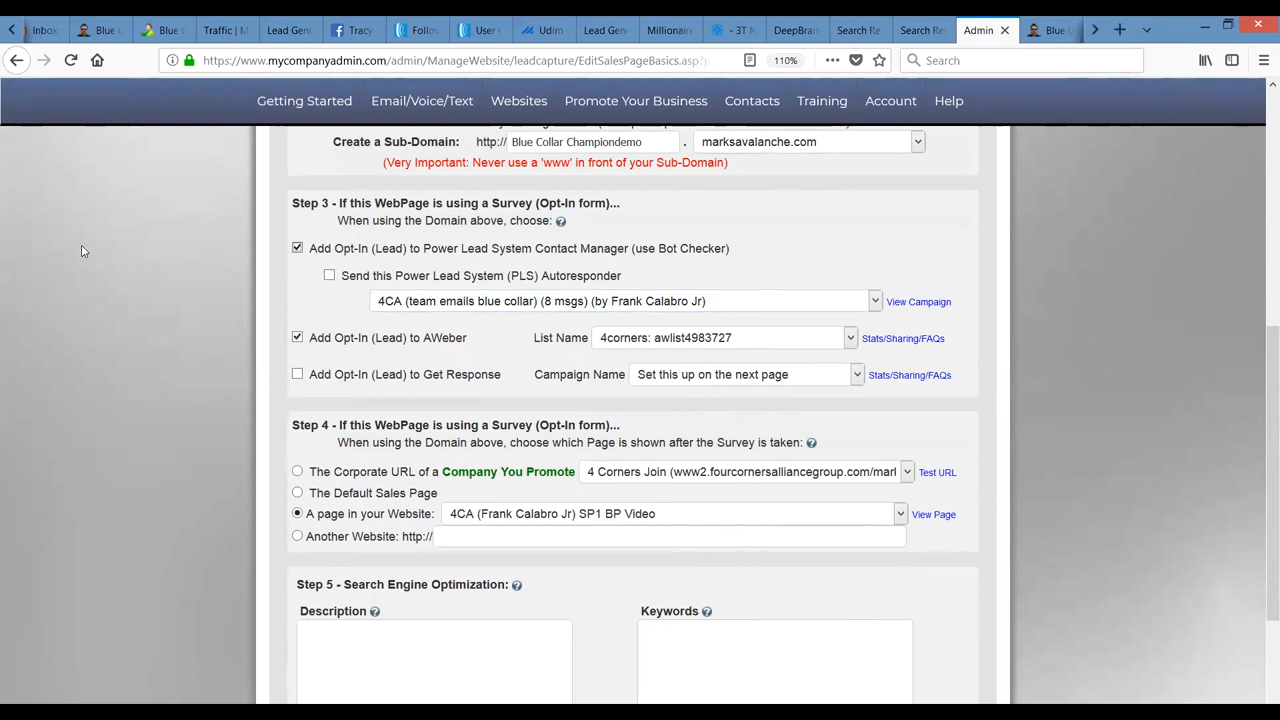 Inbox
Blue C
Blue C
Traffic | M
Lead Gene
Tracy
Follov
User c
Udim
Lead Gene
Millionaire
- 3T N
DeepBrain
Search Re
Search Res
Admin
Blue C
https://www.mycompanyadmin.com/admin/ManageWebsite/leadcapture/EditSalesPageBasics.asp?
110%
Search
Getting Started
Email/Voice/Text
Websites
Promote Your Business
Contacts
Training
Account
Help
Create a Sub-Domain: http:// Blue Collar Championdemo . marksavalanche.com
(Very Important: Never use a 'www' in front of your Sub-Domain)
Step 3 - If this WebPage is using a Survey (Opt-In form)...
When using the Domain above, choose: ?
Add Opt-In (Lead) to Power Lead System Contact Manager (use Bot Checker)
Send this Power Lead System (PLS) Autoresponder
4CA (team emails blue collar) (8 msgs) (by Frank Calabro Jr) View Campaign
Add Opt-In (Lead) to AWeber List Name 4corners: awlist4983727 Stats/Sharing/FAQs
Add Opt-In (Lead) to Get Response Campaign Name Set this up on the next page Stats/Sharing/FAQs
Step 4 - If this WebPage is using a Survey (Opt-In form)...
When using the Domain above, choose which Page is shown after the Survey is taken: ?
The Corporate URL of a Company You Promote 4 Corners Join (www2.fourcornersalliancegroup.com/marl Test URL
The Default Sales Page
A page in your Website: 4CA (Frank Calabro Jr) SP1 BP Video View Page
Another Website: http://
Step 5 - Search Engine Optimization: ?
Description ?
Keywords ?